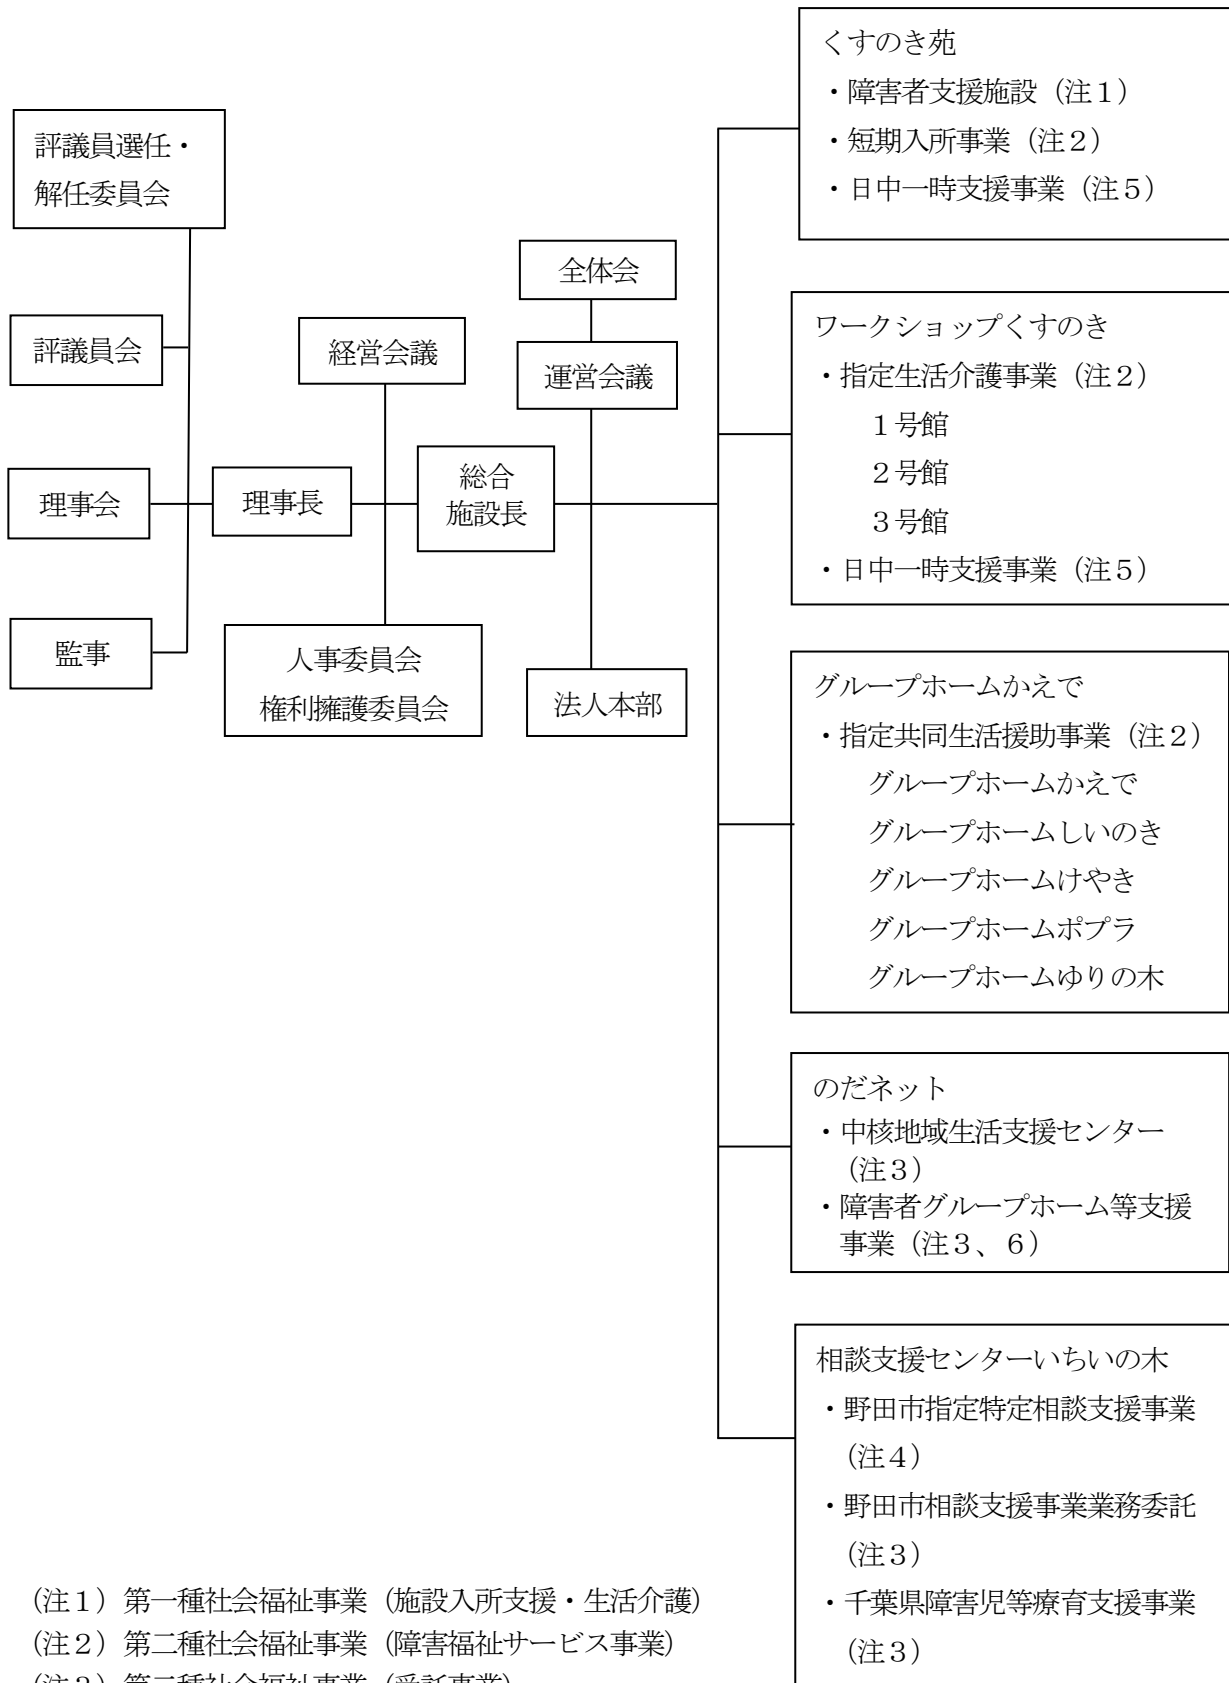 評議員選任・
解任委員会
評議員会
理事会
監事
理事長
経営会議
人事委員会
権利擁護委員会
総合
施設長
全体会
運営会議
法人本部
くすのき苑
・障害者支援施設（注１）
・短期入所事業（注２）
・日中一時支援事業（注５）
ワークショップくすのき
・指定生活介護事業（注２）
１号館
２号館
３号館
・日中一時支援事業（注５）
グループホームかえで
・指定共同生活援助事業（注２）
グループホームかえで
グループホームしいのき
グループホームけやき
グループホームポプラ
グループホームゆりの木
のだネット
・中核地域生活支援センター
（注３）
・障害者グループホーム等支援
事業（注３、６）
相談支援センターいちいの木
・野田市指定特定相談支援事業
（注４）
・野田市相談支援事業業務委託
（注３）
・千葉県障害児等療育支援事業
（注３）
（注１）第一種社会福祉事業（施設入所支援・生活介護）
（注２）第二種社会福祉事業（障害福祉サービス事業）
（注３）第二種社会福祉事業（受託事業）